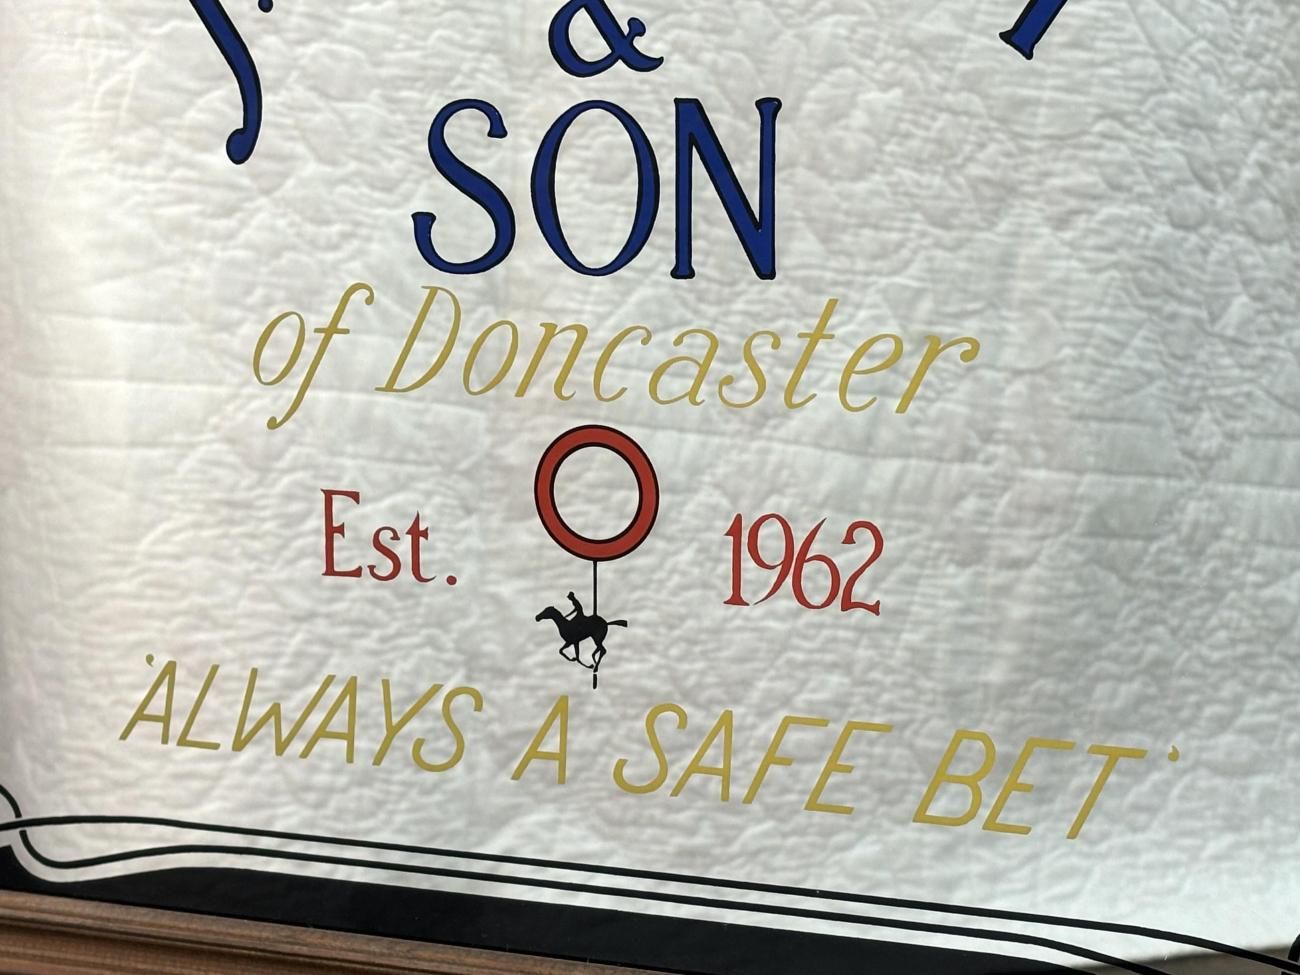 &
SON
of Doncaster
Est. 1962
'ALWAYS A SAFE BET'